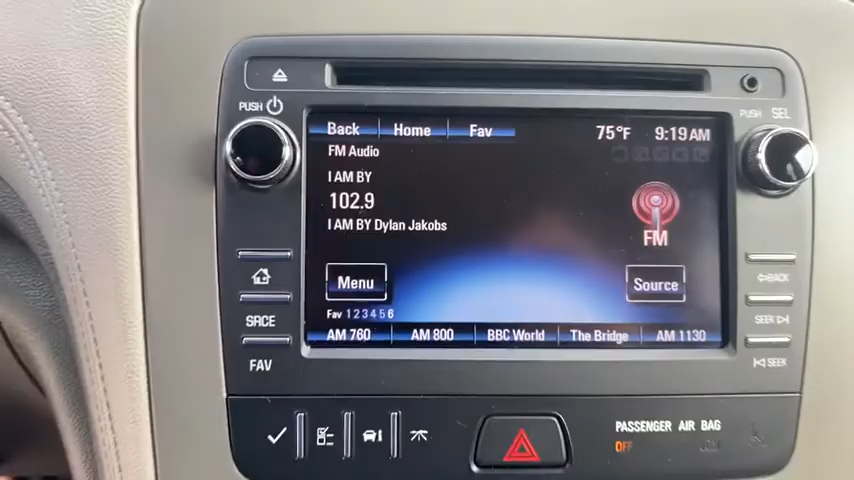 PUSH
PUSH SEL
Back Home Fav 75°F 9:19 AM
FM Audio
I AM BY
102.9
I AM BY Dylan Jakobs
FM
Menu
Source
Fav 1 2 3 4 5 6
AM 760 AM 800 BBC World The Bridge AM 1130
SRCE
FAV
BACK
SEEK
SEEK
PASSENGER AIR BAG
OFF